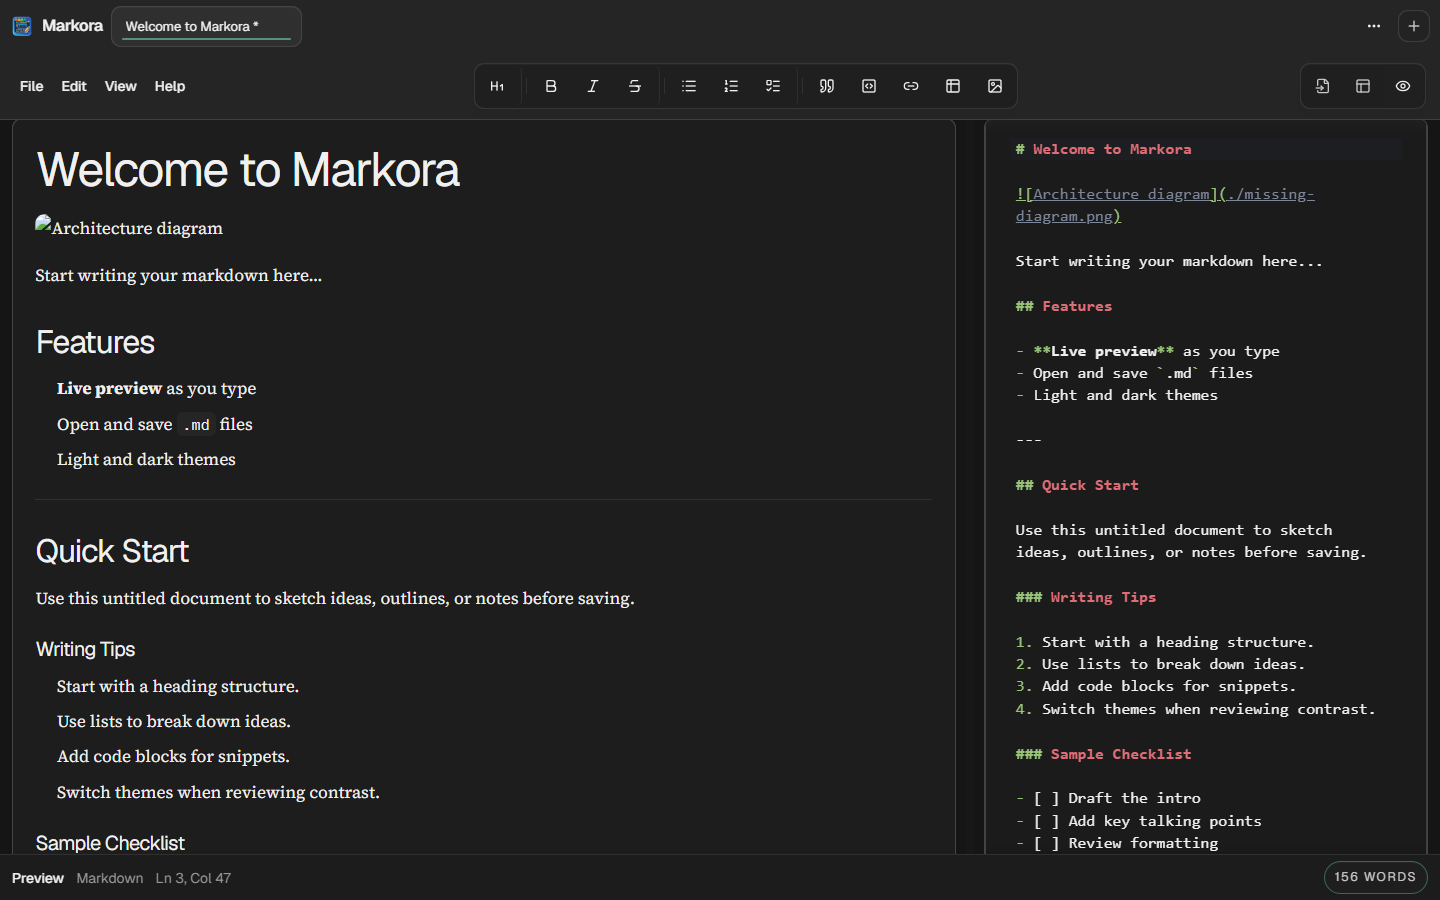 Markora
Welcome to Markora *
File Edit View Help
H1
Welcome to Markora
Architecture diagram
Start writing your markdown here...
Features
Live preview as you type
Open and save .md files
Light and dark themes
Quick Start
Use this untitled document to sketch ideas, outlines, or notes before saving.
Writing Tips
Start with a heading structure.
Use lists to break down ideas.
Add code blocks for snippets.
Switch themes when reviewing contrast.
Sample Checklist
# Welcome to Markora
![Architecture diagram](./missing-
diagram.png)
Start writing your markdown here...
## Features
- **Live preview** as you type
- Open and save `.md` files
- Light and dark themes
---
## Quick Start
Use this untitled document to sketch
ideas, outlines, or notes before saving.
### Writing Tips
1. Start with a heading structure.
2. Use lists to break down ideas.
3. Add code blocks for snippets.
4. Switch themes when reviewing contrast.
### Sample Checklist
- [ ] Draft the intro
- [ ] Add key talking points
- [ ] Review formatting
Preview Markdown Ln 3, Col 47
156 WORDS